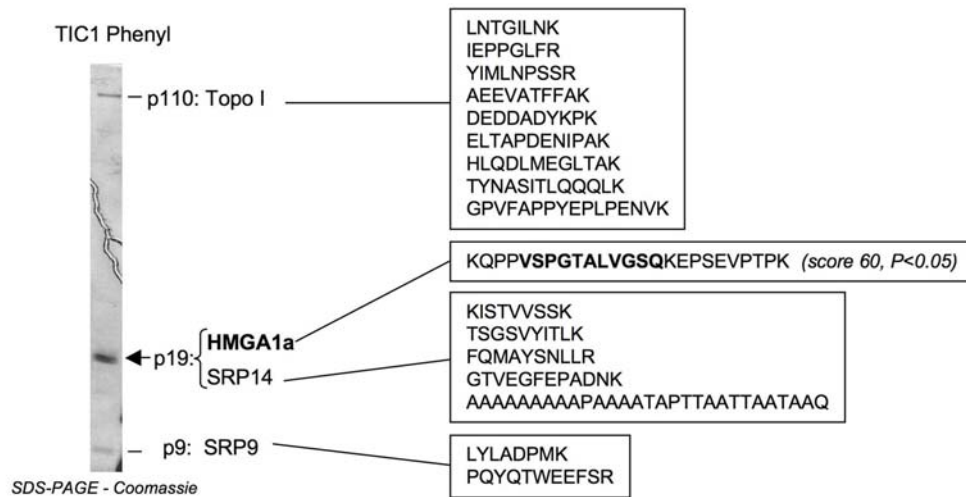 TIC1 Phenyl
p110: Topo I
LNTGILNK
IEPPGLFR
YIMLNPSSR
AEEVATFFAK
DEDDADYKPK
ELTAPDENIPAK
HLQDLMEGLTAK
TYNASITLQQQLK
GPVFAPPYEPLPENVK
KQPPVSPGTALVGSQKEPSEVPTPK (score 60, P<0.05)
p19:
HMGA1a
SRP14
KISTVVSSK
TSGSVYITLK
FQMAYSNLLR
GTVEGFEPADNK
AAAAAAAAAPAAAATAPTTAATTAATAAQ
p9: SRP9
LYLADPMK
PQYQTWEEFSR
SDS-PAGE - Coomassie